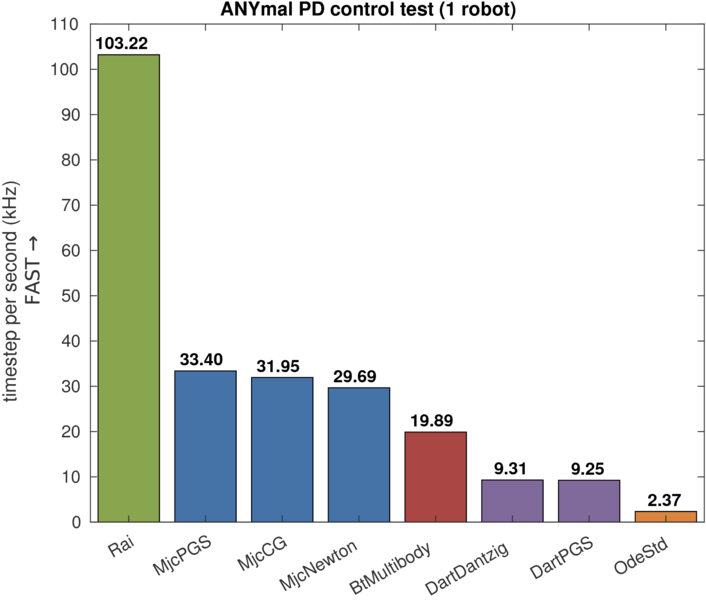 ANYmal PD control test (1 robot)
110
100
90
80
70
60
50
40
30
20
10
0
timestep per second (kHz)
FAST →
103.22
33.40
31.95
29.69
19.89
9.31
9.25
2.37
Rai
MjcPGS
MjcCG
MjcNewton
BtMultibody
DartDantzig
DartPGS
OdeStd